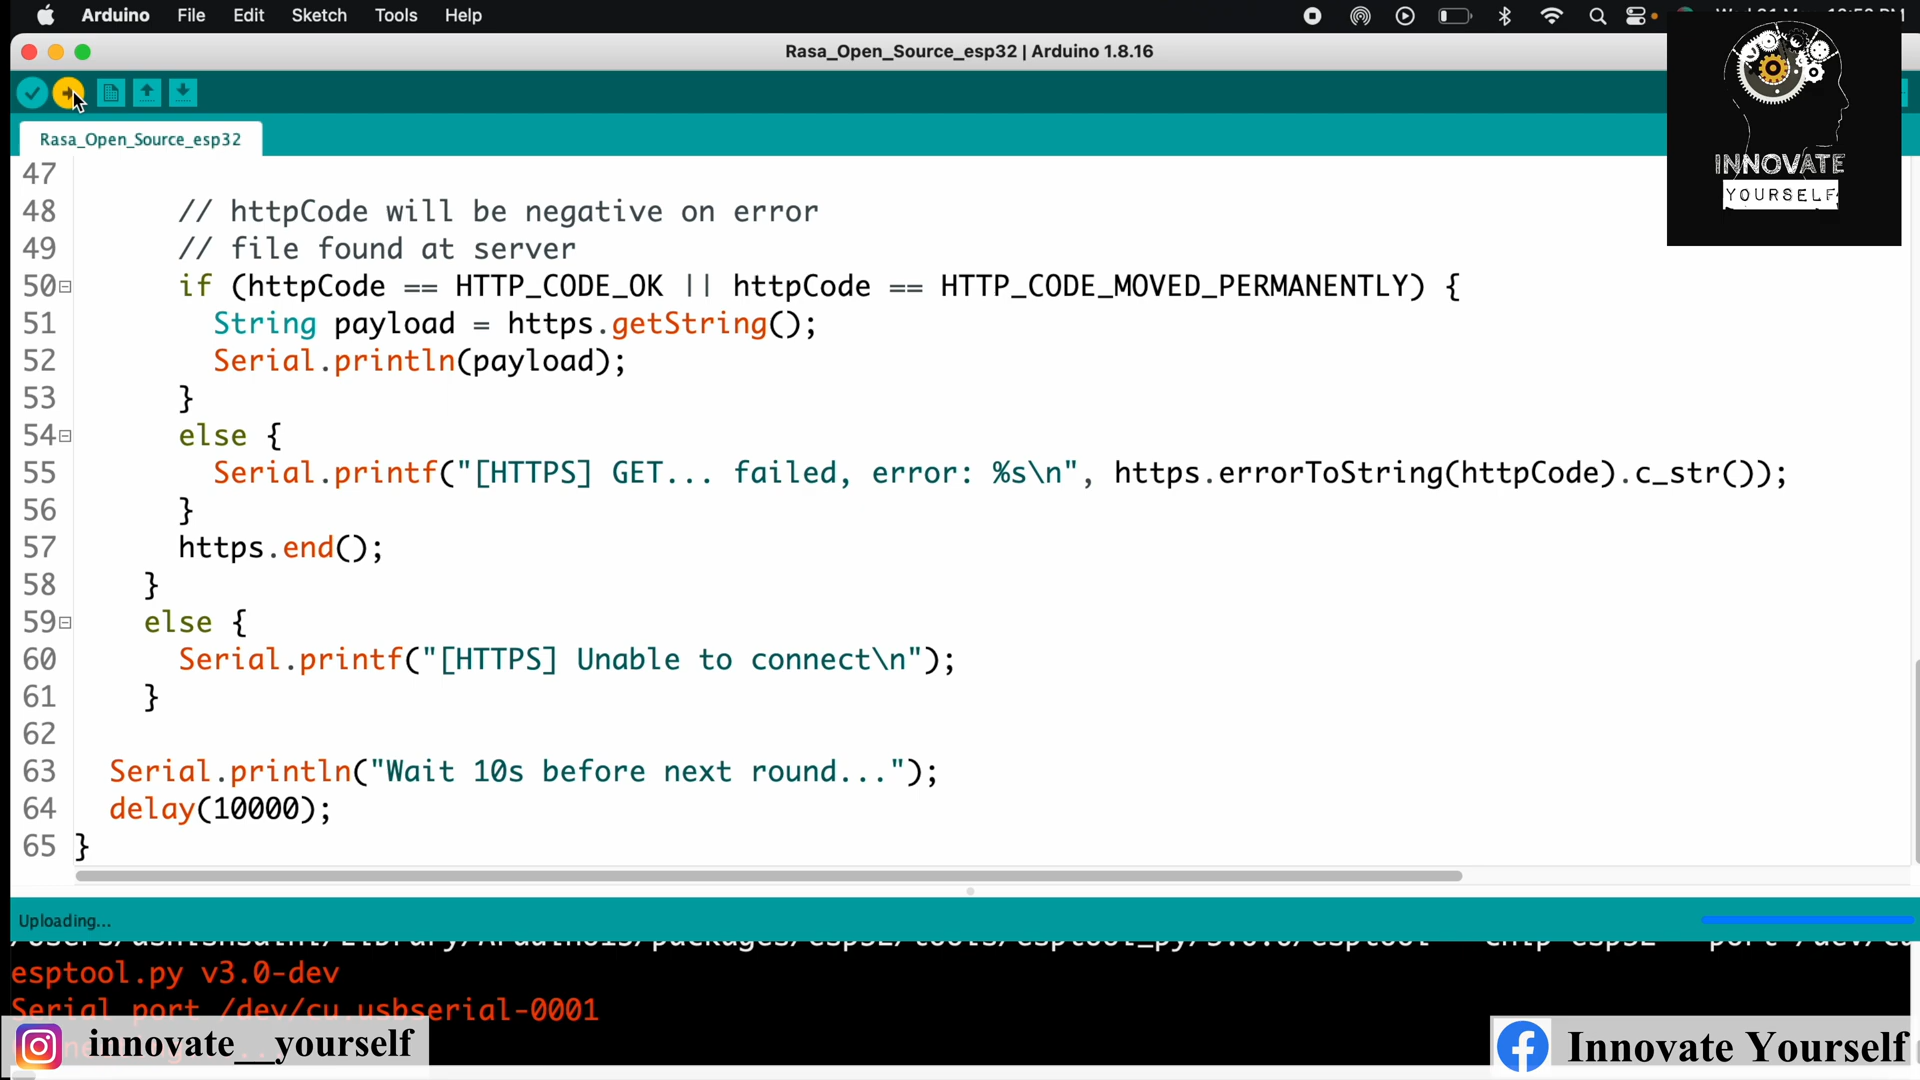 Arduino File Edit Sketch Tools Help
Rasa_Open_Source_esp32 | Arduino 1.8.16
INNOVATE
YOURSELF
Rasa_Open_Source_esp32
47
48 // httpCode will be negative on error
49 // file found at server
50 if (httpCode == HTTP_CODE_OK || httpCode == HTTP_CODE_MOVED_PERMANENTLY) {
51 String payload = https.getString();
52 Serial.println(payload);
53 }
54 else {
55 Serial.printf("[HTTPS] GET... failed, error: %s\n", https.errorToString(httpCode).c_str());
56 }
57 https.end();
58 }
59 else {
60 Serial.printf("[HTTPS] Unable to connect\n");
61 }
62
63 Serial.println("Wait 10s before next round...");
64 delay(10000);
65 }
Uploading...
esptool.py v3.0-dev
Serial port /dev/cu.usbserial-0001
innovate__yourself
Innovate Yourself